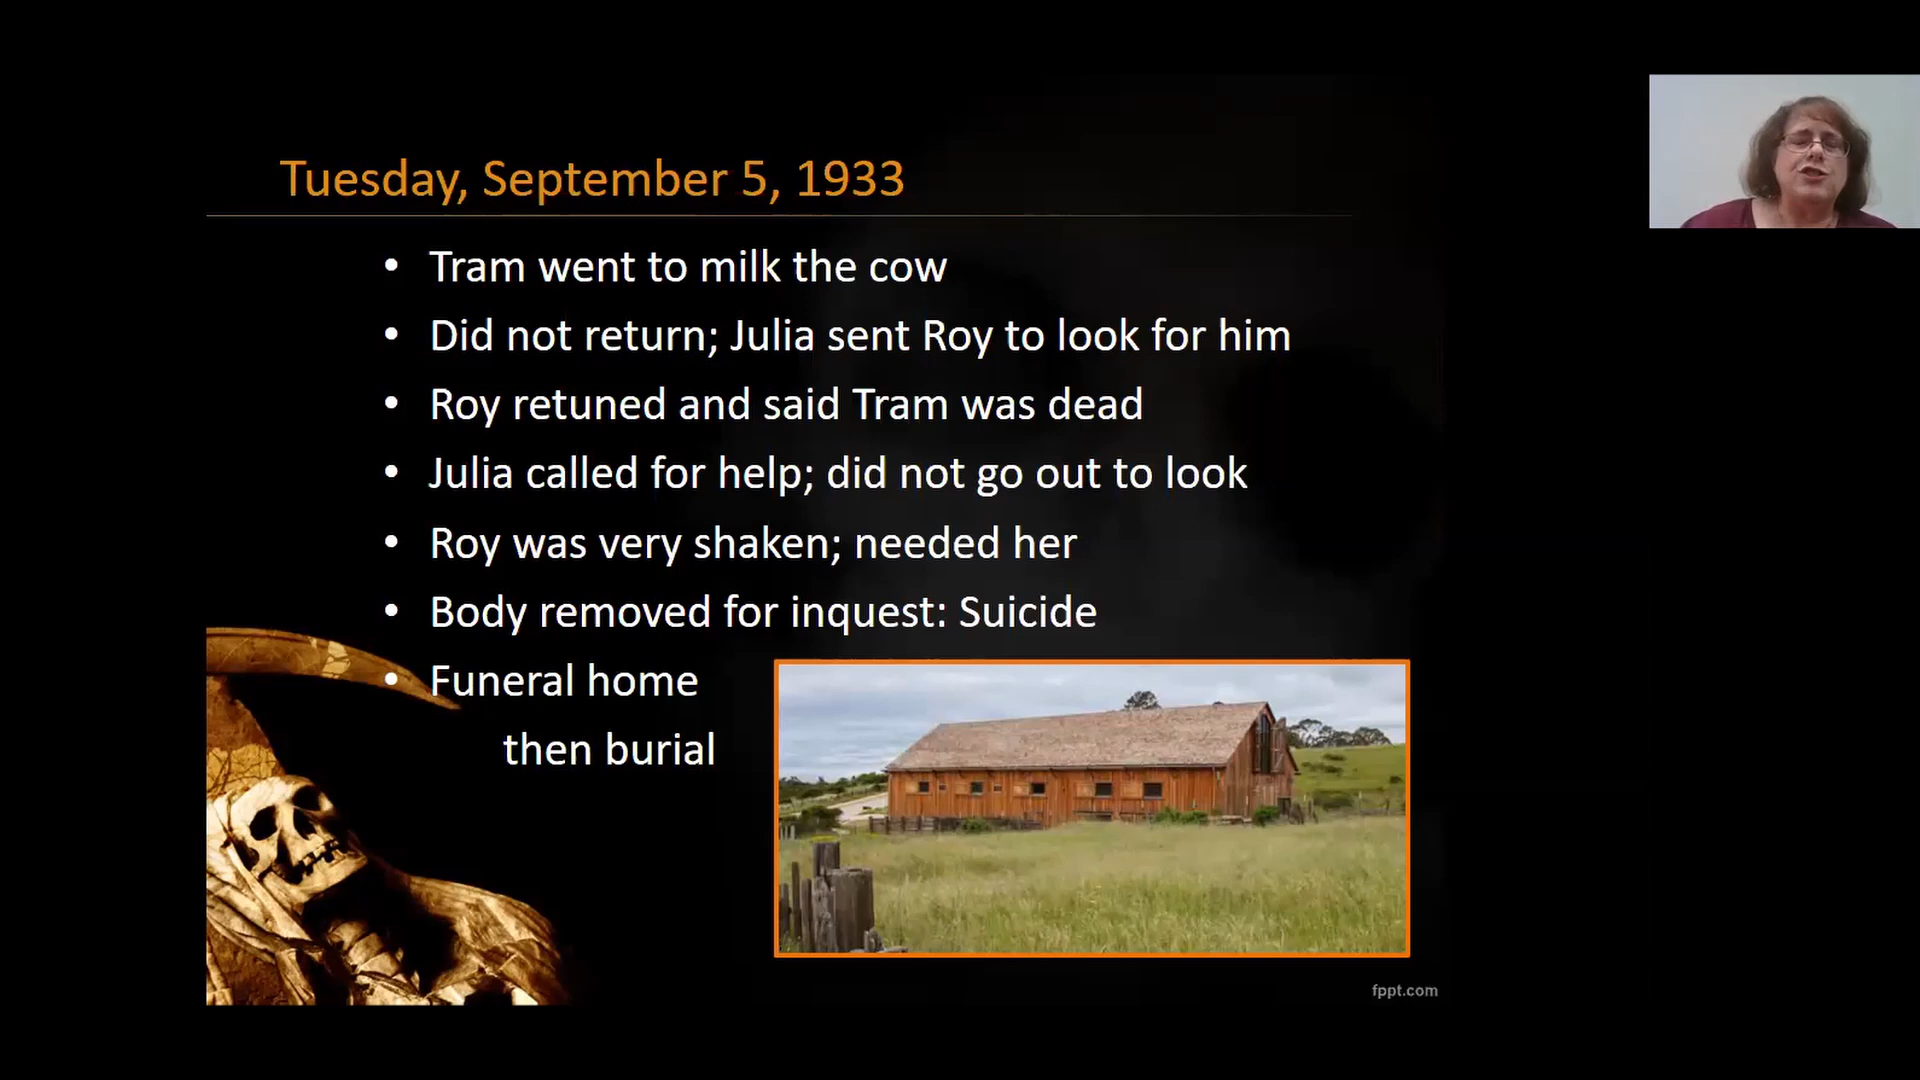 Tuesday, September 5, 1933
• Tram went to milk the cow
• Did not return; Julia sent Roy to look for him
• Roy retuned and said Tram was dead
• Julia called for help; did not go out to look
• Roy was very shaken; needed her
• Body removed for inquest: Suicide
• Funeral home
then burial
fppt.com